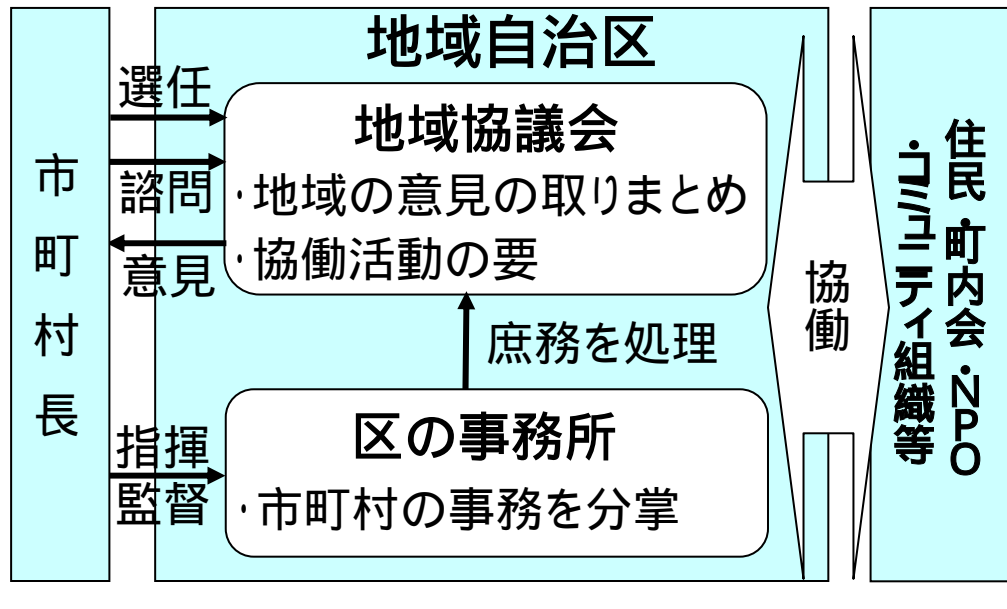 地域自治区
市町村長
選任
諮問
意見
地域協議会
・地域の意見の取りまとめ
・協働活動の要
庶務を処理
指揮
監督
区の事務所
・市町村の事務を分掌
協働
住民・町内会・NPO
・コミュニティ組織等